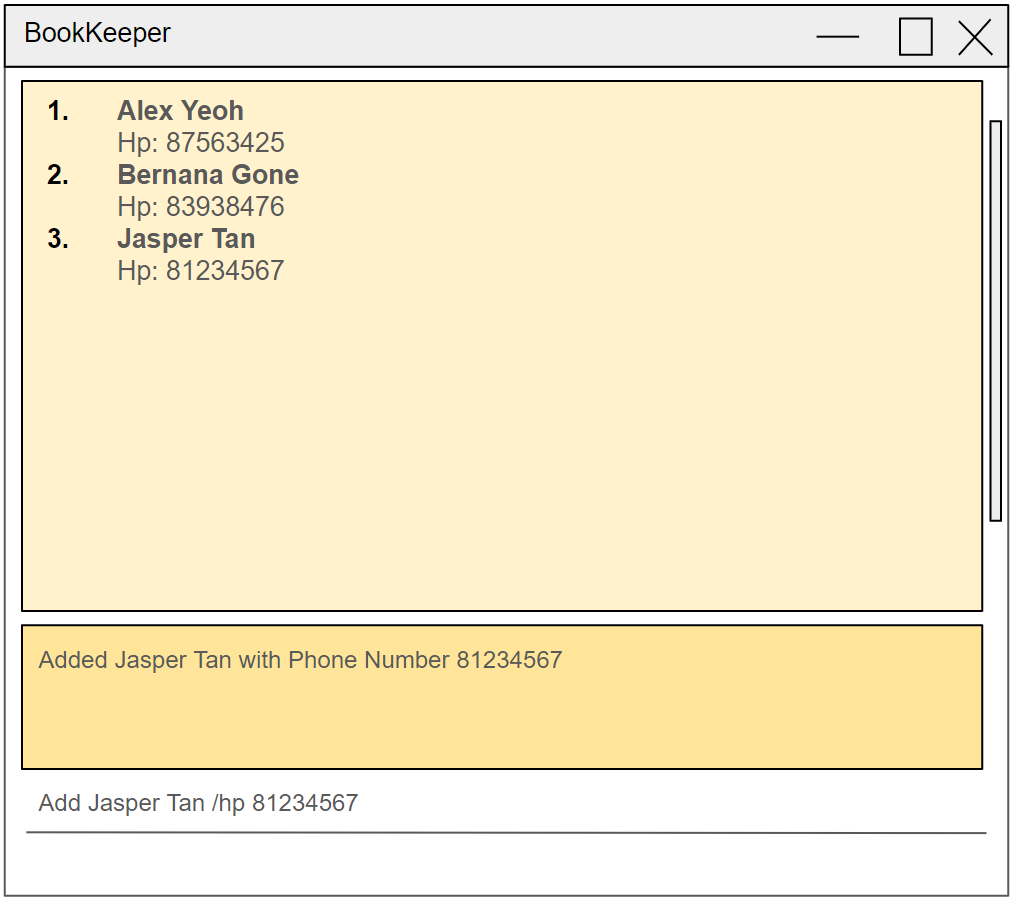 BookKeeper
1. Alex Yeoh
Hp: 87563425
2. Bernana Gone
Hp: 83938476
3. Jasper Tan
Hp: 81234567
Added Jasper Tan with Phone Number 81234567
Add Jasper Tan /hp 81234567